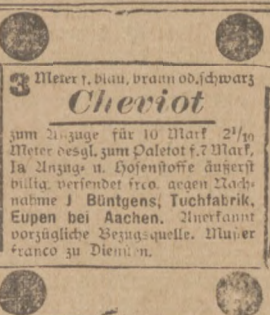 3 Meter f. blau, braun od. schwarz
Cheviot
zum Anzuge für 10 Mark 2¹/₁₀
Meter desgl. zum Paletot f. 7 Mark,
Ia Anzug- u. Hosenstoffe äußerst
billig, versendet frco. gegen Nach-
nahme J Büntgens, Tuchfabrik,
Eupen bei Aachen. Anerkannt
vorzügliche Bezugsquelle. Muster
franco zu Diensten.